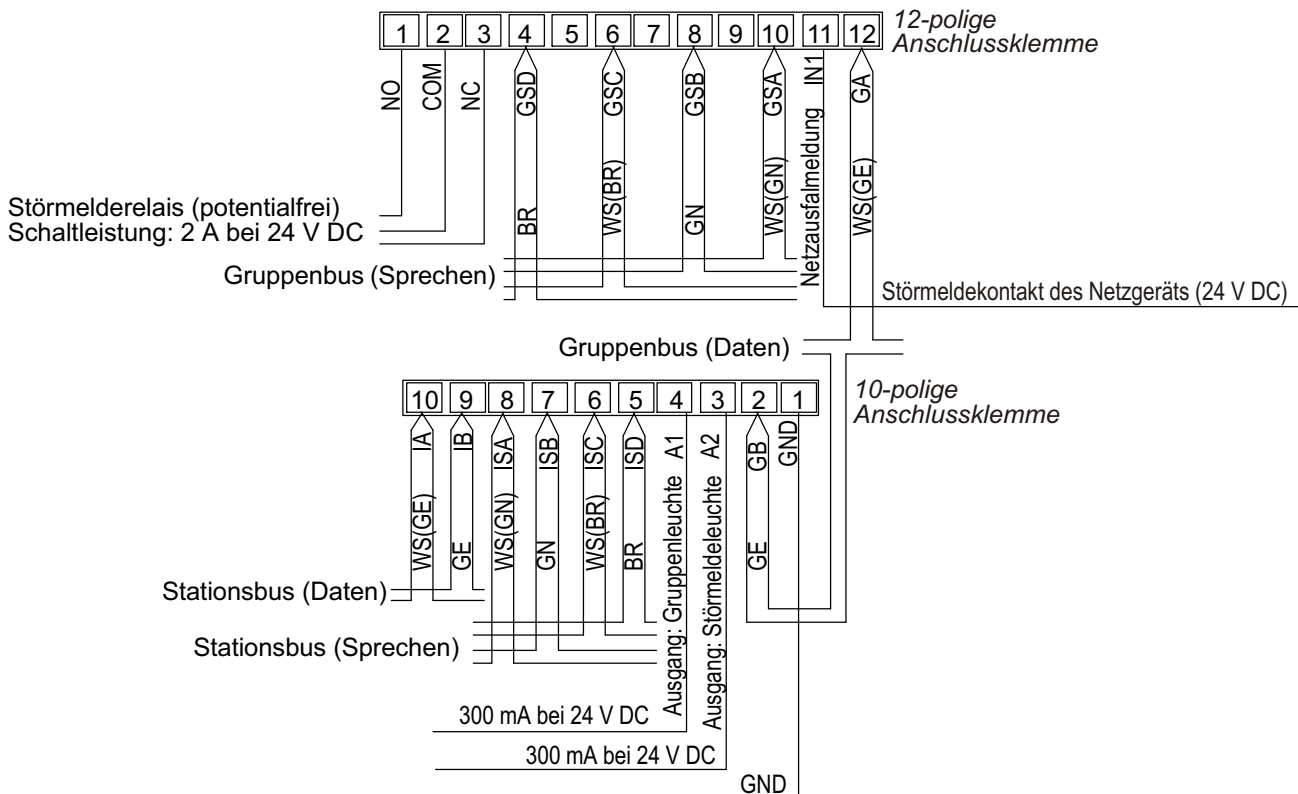 1 2 3 4 5 6 7 8 9 10 11 12
12-polige
Anschlussklemme
NO
COM
NC
GSD
GSC
GSB
GSA
Netzausfalmeldung IN1
GA
BR
WS(BR)
GN
WS(GN)
WS(GE)
Störmelderelais (potentialfrei)
Schaltleistung: 2 A bei 24 V DC
Gruppenbus (Sprechen)
Störmeldekontakt des Netzgeräts (24 V DC)
Gruppenbus (Daten)
10 9 8 7 6 5 4 3 2 1
10-polige
Anschlussklemme
IA
IB
ISA
ISB
ISC
ISD
Ausgang: Gruppenleuchte A1
Ausgang: Störmeldeleuchte A2
GB
GND
WS(GE)
GE
WS(GN)
GN
WS(BR)
BR
GE
Stationsbus (Daten)
Stationsbus (Sprechen)
300 mA bei 24 V DC
300 mA bei 24 V DC
GND